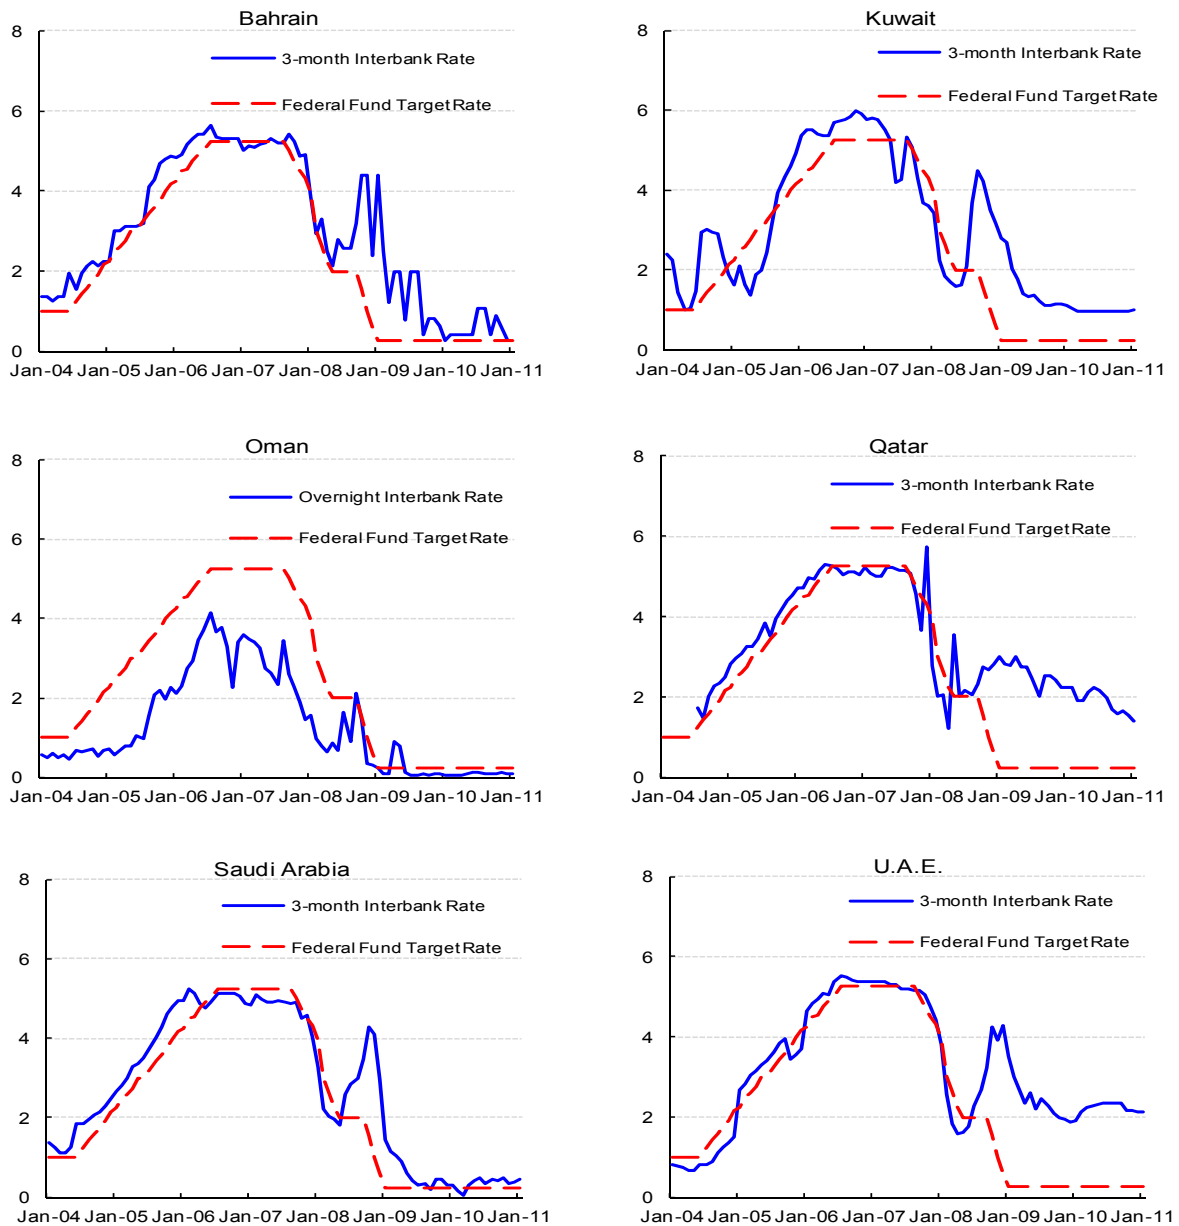 Bahrain
8
3-month Interbank Rate
6
Federal Fund Target Rate
4
2
0
Jan-04 Jan-05 Jan-06 Jan-07 Jan-08 Jan-09 Jan-10 Jan-11
Kuwait
8
3-month Interbank Rate
6
Federal Fund Target Rate
4
2
0
Jan-04 Jan-05 Jan-06 Jan-07 Jan-08 Jan-09 Jan-10 Jan-11
Oman
8
Overnight Interbank Rate
6
Federal Fund Target Rate
4
2
0
Jan-04 Jan-05 Jan-06 Jan-07 Jan-08 Jan-09 Jan-10 Jan-11
Qatar
8
3-month Interbank Rate
6
Federal Fund Target Rate
4
2
0
Jan-04 Jan-05 Jan-06 Jan-07 Jan-08 Jan-09 Jan-10 Jan-11
Saudi Arabia
8
3-month Interbank Rate
6
Federal Fund Target Rate
4
2
0
Jan-04 Jan-05 Jan-06 Jan-07 Jan-08 Jan-09 Jan-10 Jan-11
U.A.E.
8
3-month Interbank Rate
6
Federal Fund Target Rate
4
2
0
Jan-04 Jan-05 Jan-06 Jan-07 Jan-08 Jan-09 Jan-10 Jan-11